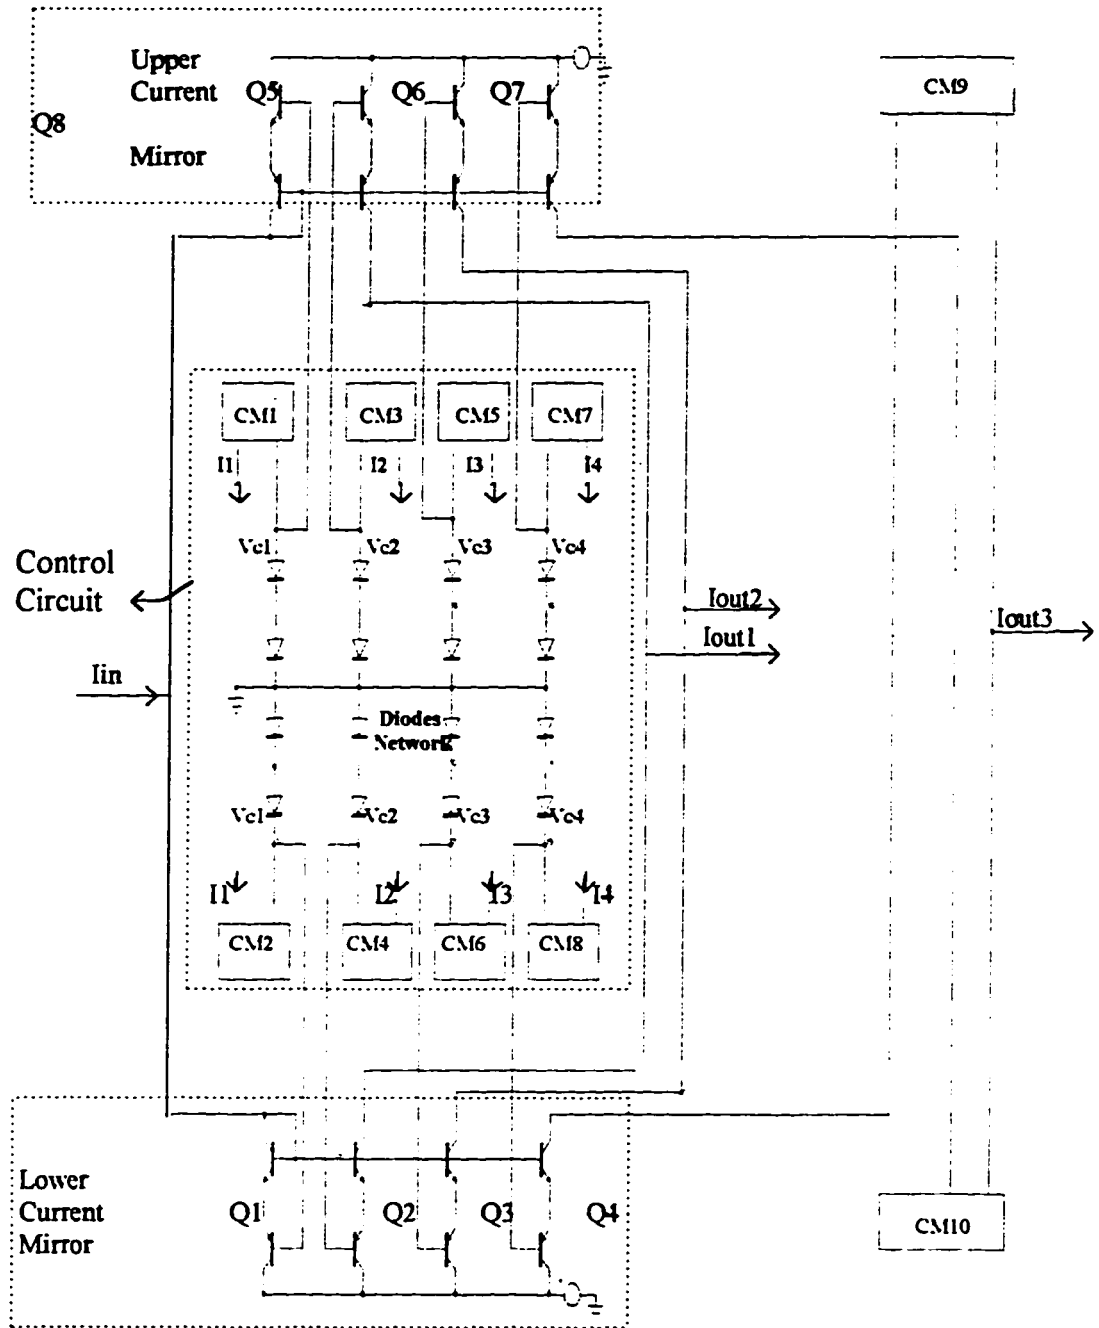 Upper
Current
Mirror
Q8
Q5
Q6
Q7
CM9
CM1
CM3
CM5
CM7
I1
I2
I3
I4
Vc1
Vc2
Vc3
Vc4
Control
Circuit
Iout2
Iout1
Iout3
Iin
Diodes
Network
Vc1
Vc2
Vc3
Vc4
I1
I2
I3
I4
CM2
CM4
CM6
CM8
Lower
Current
Mirror
Q1
Q2
Q3
Q4
CM10